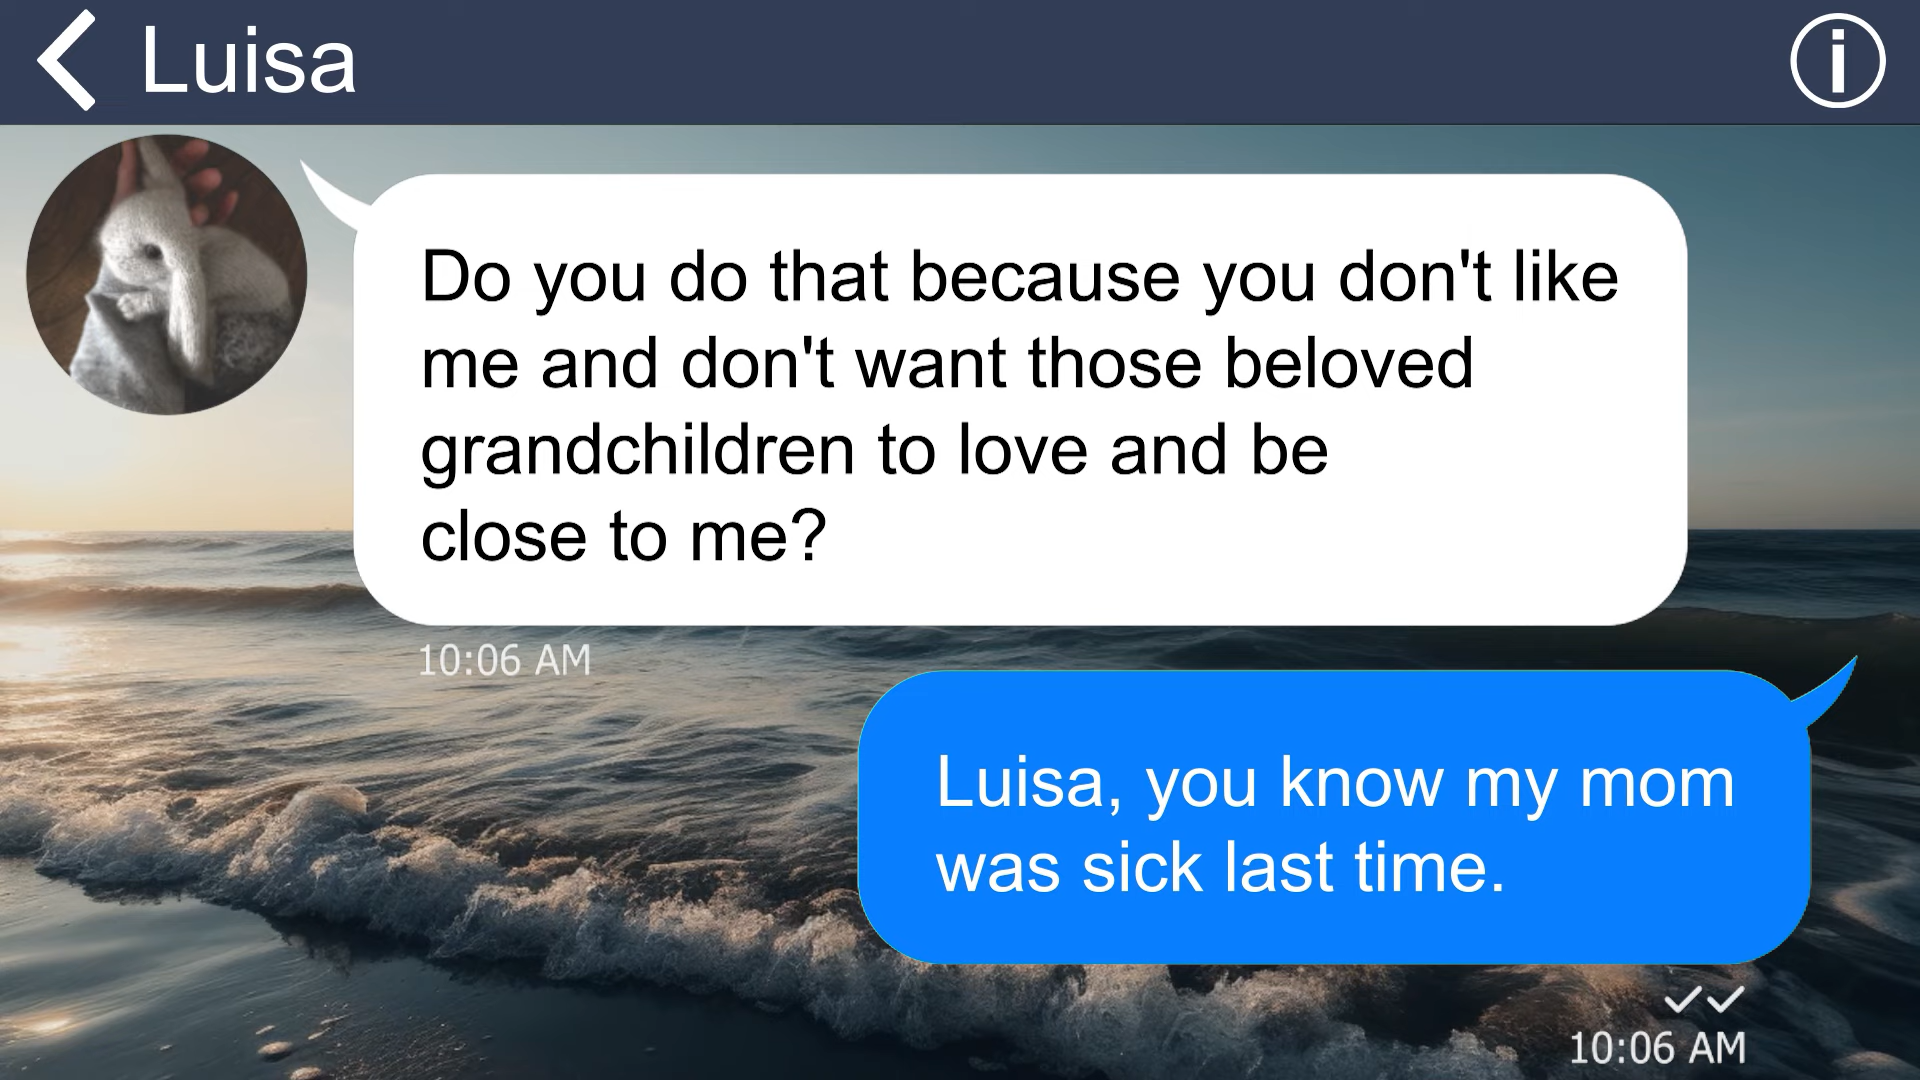 Luisa
Do you do that because you don't like
me and don't want those beloved
grandchildren to love and be
close to me?
10:06 AM
Luisa, you know my mom
was sick last time.
10:06 AM